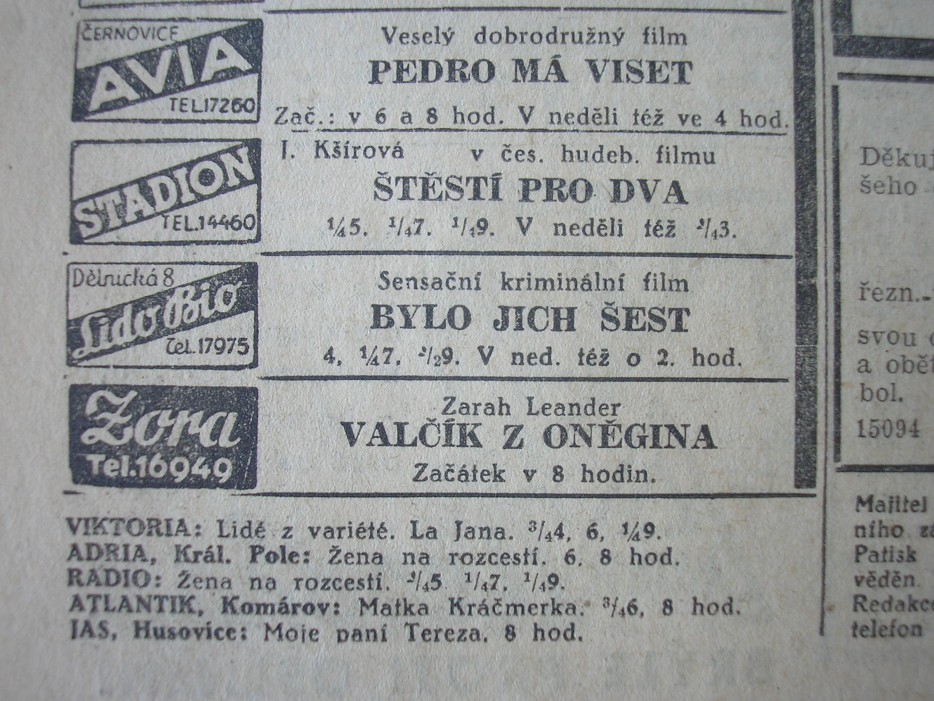 ČERNOVICE
AVIA
TEL.17260
Veselý dobrodružný film
PEDRO MÁ VISET
Zač.: v 6 a 8 hod. V neděli též ve 4 hod.
STADION
TEL.14460
J. Kšírová v čes. hudeb. filmu
ŠTĚSTÍ PRO DVA
¼5. ¼7. ¼9. V neděli též ¾3.
Dělnická 8
Lido Bio
Tel.17975
Sensační kriminální film
BYLO JICH ŠEST
4, ¼7, ½9. V ned. též o 2. hod.
Zora
Tel.16949
Zarah Leander
VALČÍK Z ONĚGINA
Začátek v 8 hodin.
VIKTORIA: Lidé z variété. La Jana. ¾4, 6, ¼9.
ADRIA, Král. Pole: Žena na rozcestí. 6, 8 hod.
RADIO: Žena na rozcestí. ¾5 ¼7, ¼9.
ATLANTIK, Komárov: Matka Kráčmerka. ¾6, 8 hod.
JAS, Husovice: Moje paní Tereza, 8 hod.
Děkuj
šeho
řezn.-
svou
a obět
bol.
15094
Majitel
ního
Patisk
věděn.
Redakc
telefon